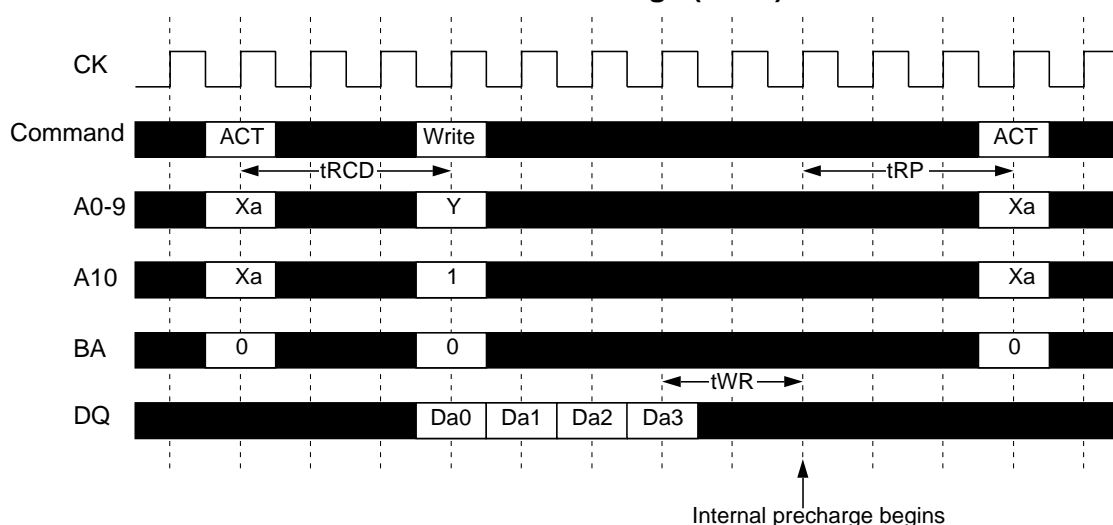 CK
Command ACT Write ACT
tRCD tRP
A0-9 Xa Y Xa
A10 Xa 1 Xa
BA 0 0 0
tWR
DQ Da0 Da1 Da2 Da3
Internal precharge begins